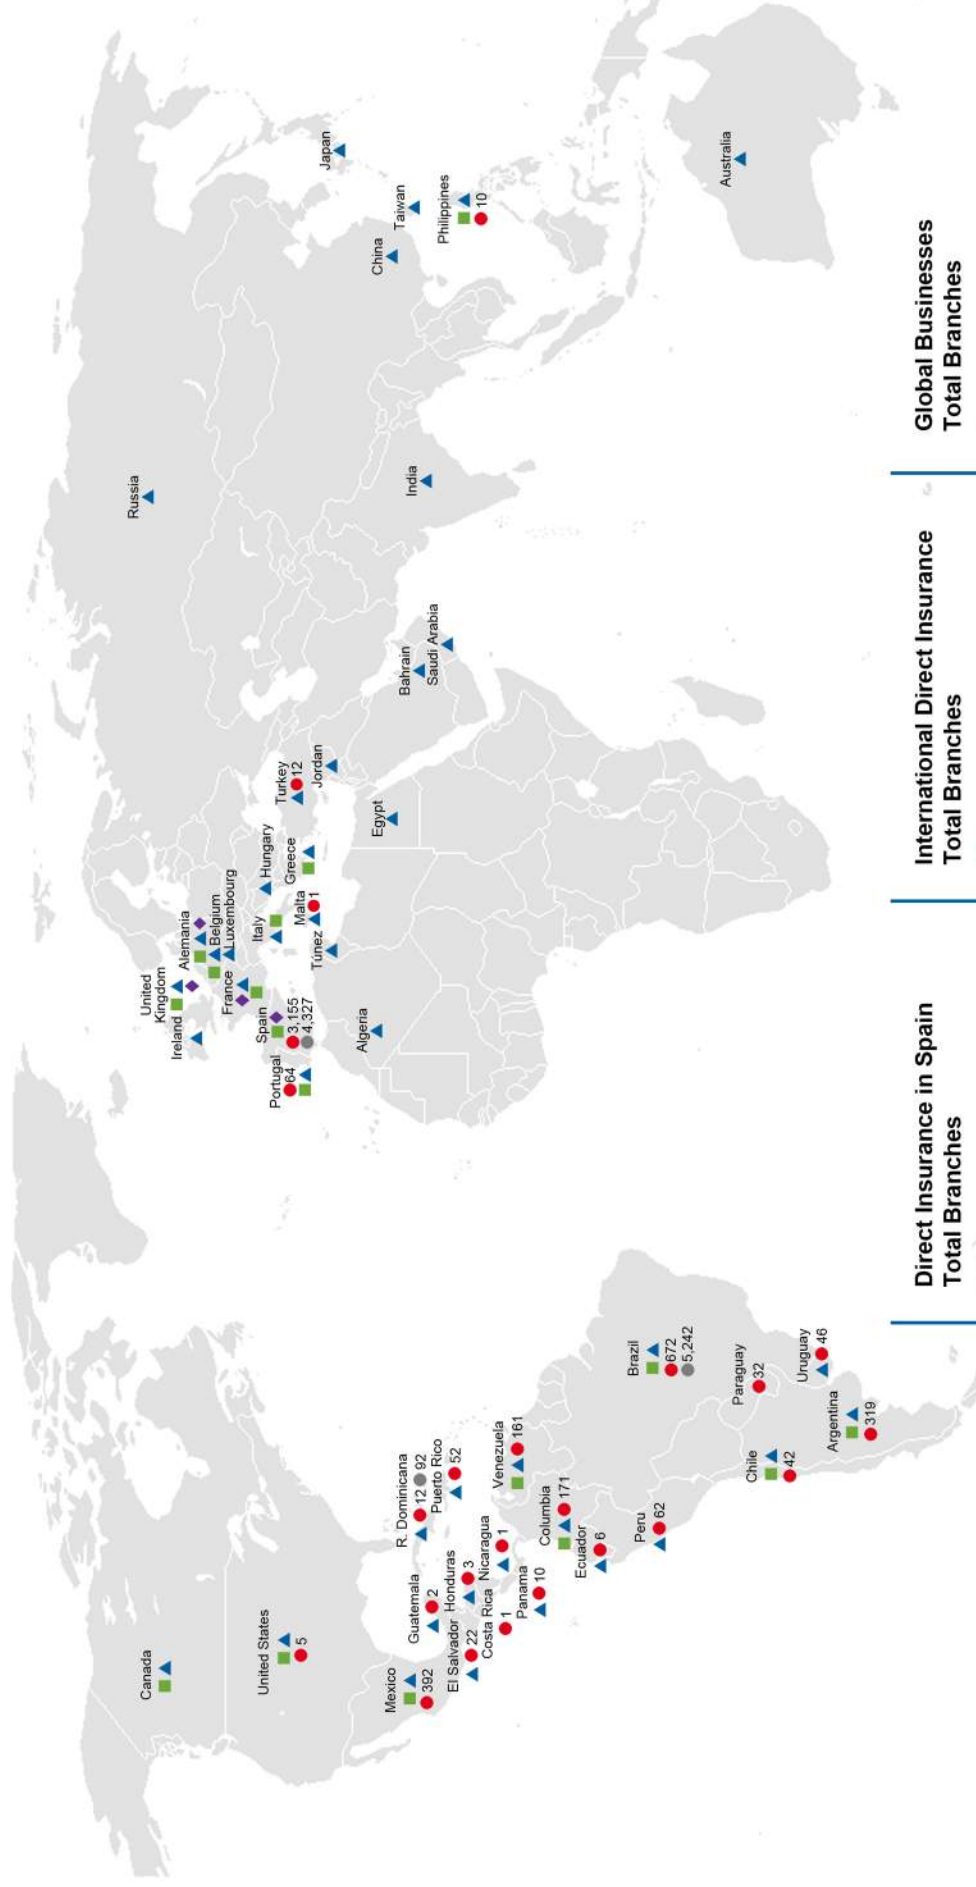 Canada
United States
5
Mexico
392
Guatemala
2
El Salvador
22
Honduras
3
Costa Rica
1
Nicaragua
1
Panama
10
R. Dominicana
12 92
Puerto Rico
52
Venezuela
161
Columbia
171
Ecuador
6
Peru
62
Brazil
672
5,242
Paraguay
32
Uruguay
46
Chile
42
Argentina
319
United
Kingdom
Ireland
Alemania
Belgium
Luxembourg
France
Spain
3,155
4,327
Portugal
64
Italy
Hungary
Malta
1
Greece
Turkey
12
Túnez
Algeria
Egypt
Jordan
Bahrain
Saudi Arabia
Russia
India
China
Taiwan
Japan
Philippines
10
Australia
Direct Insurance in Spain
Total Branches
International Direct Insurance
Total Branches
Global Businesses
Total Branches